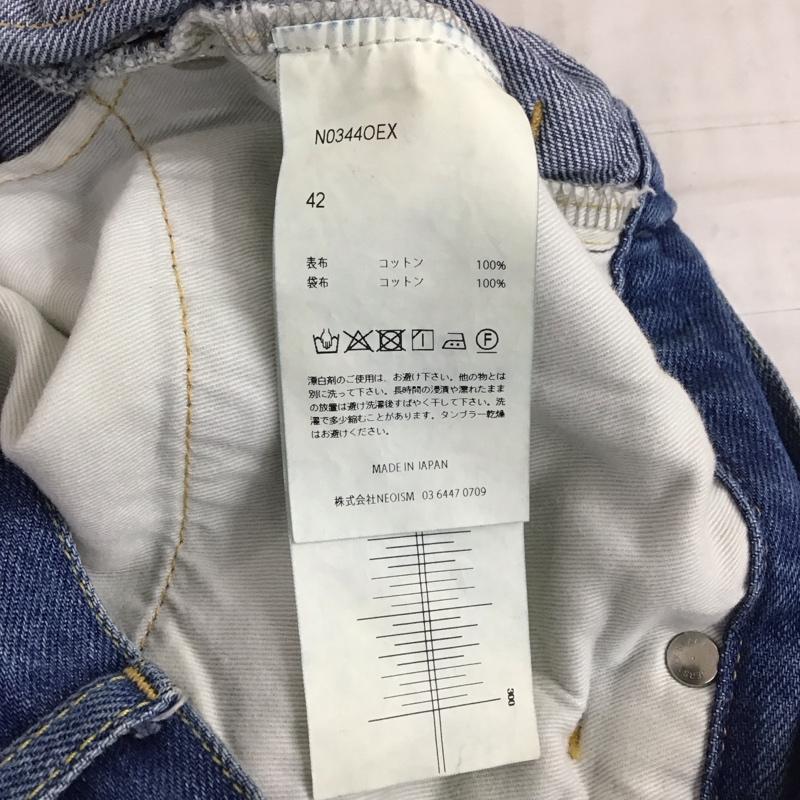 N0344OEX
42
表布 コットン 100%
袋布 コットン 100%
F
漂白剤のご使用は、お避け下さい。他の物とは
別に洗って下さい。長時間の浸漬や濡れたまま
の放置は避け洗濯後すばやく干して下さい。洗
濯で多少縮むことがあります。タンブラー乾燥
はお避けください。
MADE IN JAPAN
株式会社NEOISM 03 6447 0709
300